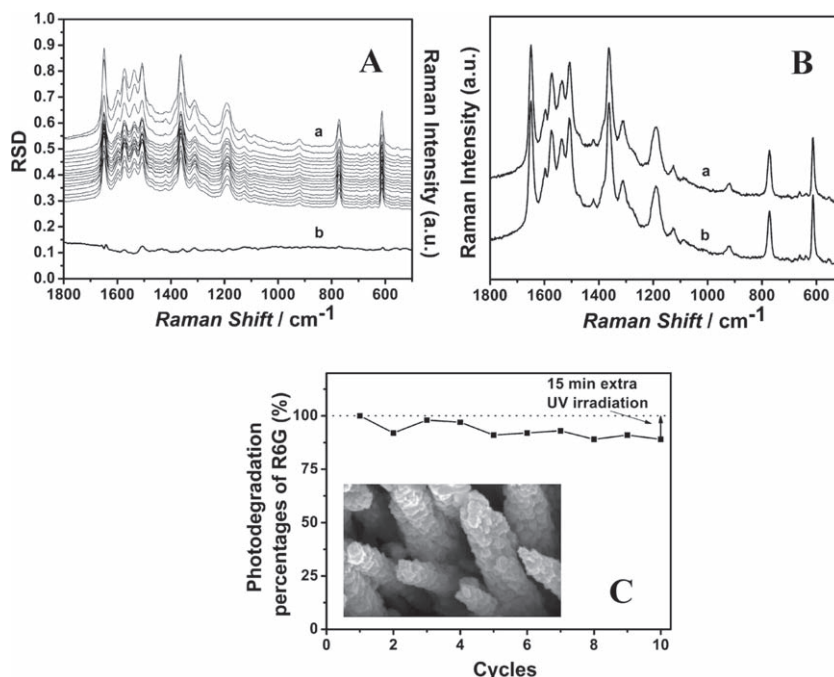 A
RSD
1.0
0.9
0.8
0.7
0.6
0.5
0.4
0.3
0.2
0.1
0.0
a
b
1800 1600 1400 1200 1000 800 600
Raman Shift / cm-1
Raman Intensity (a.u.)
B
Raman Intensity (a.u.)
a
b
1800 1600 1400 1200 1000 800 600
Raman Shift / cm-1
C
Photodegradation
percentages of R6G (%)
100
75
50
25
0
15 min extra
UV irradiation
0 2 4 6 8 10
Cycles